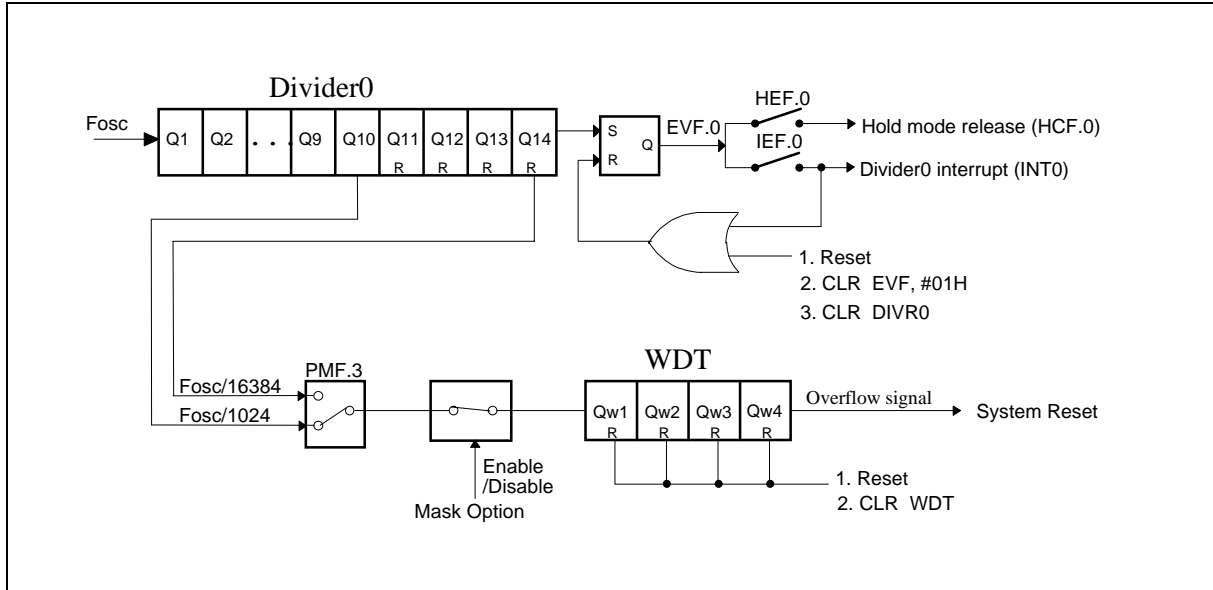 Divider0
Fosc
Q1 Q2 . . . Q9 Q10 Q11 Q12 Q13 Q14
R R R R
S
R
Q
EVF.0
HEF.0
IEF.0
Hold mode release (HCF.0)
Divider0 interrupt (INT0)
1. Reset
2. CLR EVF, #01H
3. CLR DIVR0
WDT
PMF.3
Fosc/16384
Fosc/1024
Enable
/Disable
Mask Option
Qw1 Qw2 Qw3 Qw4
R R R R
Overflow signal
System Reset
1. Reset
2. CLR WDT